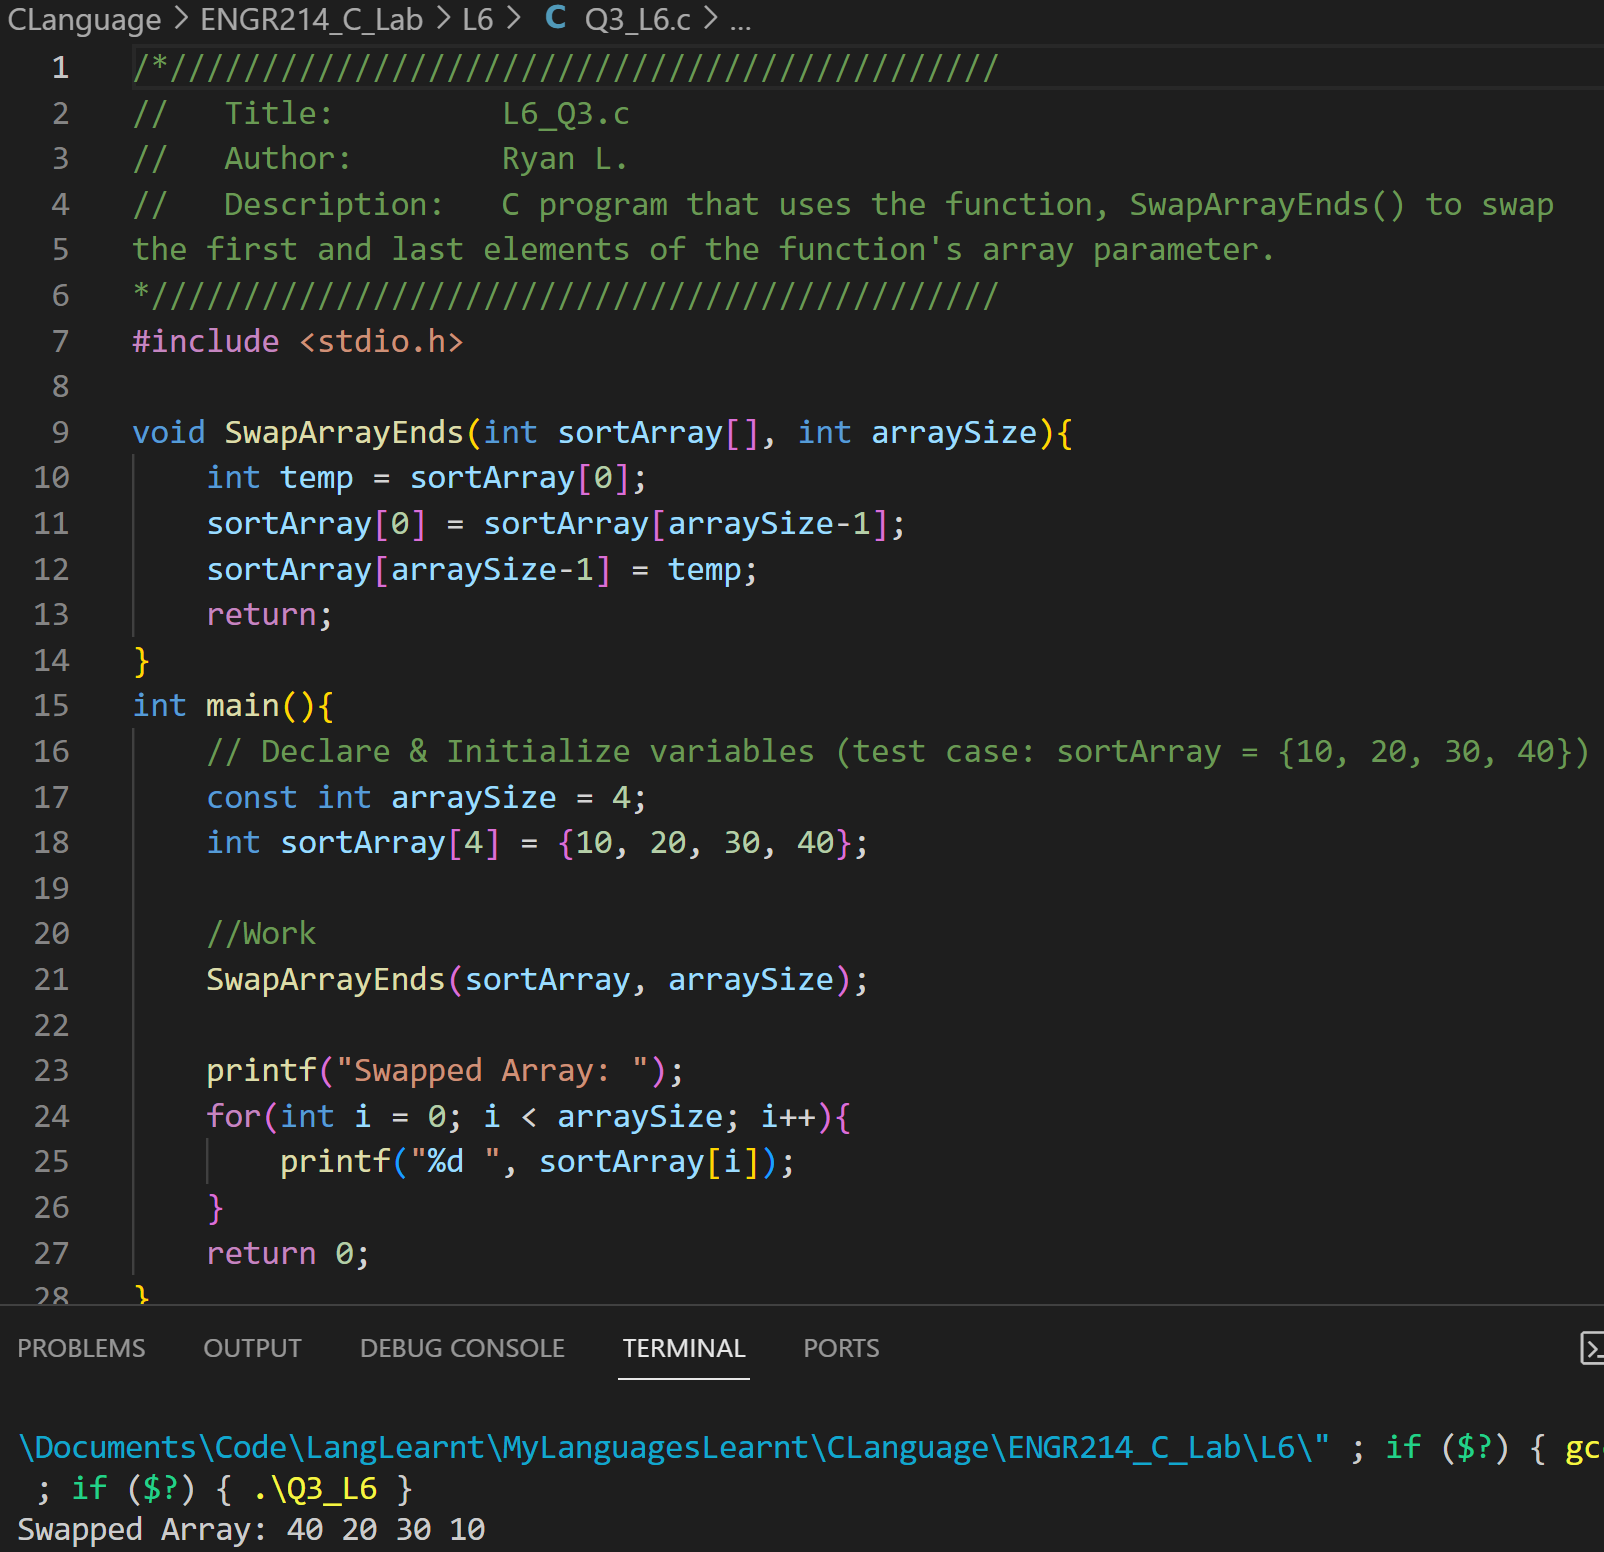 CLanguage > ENGR214_C_Lab > L6 > C Q3_L6.c > ...
1 /*/////////////////////////////////////////////
2 //   Title:         L6_Q3.c
3 //   Author:        Ryan L.
4 //   Description:   C program that uses the function, SwapArrayEnds() to swap
5 the first and last elements of the function's array parameter.
6 *//////////////////////////////////////////////
7 #include <stdio.h>
8
9 void SwapArrayEnds(int sortArray[], int arraySize){
10     int temp = sortArray[0];
11     sortArray[0] = sortArray[arraySize-1];
12     sortArray[arraySize-1] = temp;
13     return;
14 }
15 int main(){
16     // Declare & Initialize variables (test case: sortArray = {10, 20, 30, 40})
17     const int arraySize = 4;
18     int sortArray[4] = {10, 20, 30, 40};
19
20     //Work
21     SwapArrayEnds(sortArray, arraySize);
22
23     printf("Swapped Array: ");
24     for(int i = 0; i < arraySize; i++){
25         printf("%d ", sortArray[i]);
26     }
27     return 0;
28 }
PROBLEMS OUTPUT DEBUG CONSOLE TERMINAL PORTS
\Documents\Code\LangLearnt\MyLanguagesLearnt\CLanguage\ENGR214_C_Lab\L6\" ; if ($?) { gc
 ; if ($?) { .\Q3_L6 }
Swapped Array: 40 20 30 10